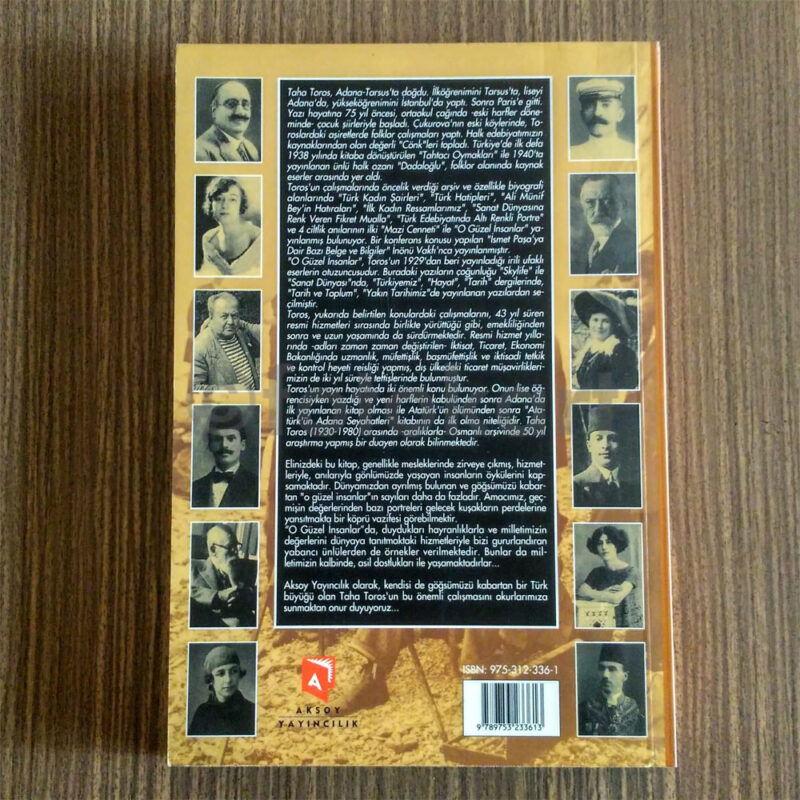 Taha Toros, Adana-Tarsus'ta doğdu. İlköğrenimini Tarsus'ta, liseyi
Adana'da, yükseköğrenimini İstanbul'da yaptı. Sonra Paris'e gitti.
Yazı hayatına 75 yıl öncesi, ortaokul çağında -eski harfler döne-
minde- çocuk şiirleriyle başladı. Çukurova'nın eski köylerinde, To-
roslardaki aşiretlerde folklor çalışmaları yaptı. Halk edebiyatımızın
kaynaklarından olan değerli "Cönk"leri topladı. Türkiye'de ilk defa
1938 yılında kitaba dönüştürülen "Tahtacı Oymakları" ile 1940'ta
yayınlanan ünlü halk ozanı "Dadaloğlu", folklor alanında kaynak
eserler arasında yer aldı.
Toros'un çalışmalarında öncelik verdiği arşiv ve özellikle biyografi
alanlarında "Türk Kadın Şairleri", "Türk Hatipleri", "Ali Münif
Bey'in Hatıraları", "İlk Kadın Ressamlarımız", "Sanat Dünyasına
Renk Veren Fikret Mualla", "Türk Edebiyatında Altı Renkli Portre"
ve 4 ciltlik anılarının ilki "Mazi Cenneti" ile "O Güzel İnsanlar" ya-
yınlanmış bulunuyor. Bir konferans konusu yapılan "İsmet Paşa'ya
Dair Bazı Belge ve Bilgiler" İnönü Vakfı'nca yayınlanmıştır.
"O Güzel İnsanlar", Toros'un 1929'dan beri yayınladığı irili ufaklı
eserlerin otuzuncusudur. Buradaki yazıların çoğunluğu "Skylife" ile
"Sanat Dünyası"nda, "Türkiyemiz", "Hayat", "Tarih" dergilerinde,
"Tarih ve Toplum", "Yakın Tarihimiz"de yayınlanan yazılardan se-
çilmiştir.
Toros, yukarıda belirtilen konulardaki çalışmalarını, 43 yıl süren
resmi hizmetleri sırasında birlikte yürüttüğü gibi, emekliliğinden
sonra ve uzun yaşamında da sürdürmektedir. Resmi hizmet yılla-
rında -adları zaman zaman değiştirilen- İktisat, Ticaret, Ekonomi
Bakanlığında uzmanlık, müfettişlik, başmüfettişlik ve iktisadi tetkik
ve kontrol heyeti reisliği yapmış, dış ülkedeki ticaret müşavirlikleri-
mizin de iki yıl süreyle teftişlerinde bulunmuştur.
Toros'un yayın hayatında iki önemli konu bulunuyor. Onun lise öğ-
rencisiyken yazdığı ve yeni harflerin kabulünden sonra Adana'da
ilk yayınlanan kitap olması ile Atatürk'ün ölümünden sonra "Ata-
türk'ün Adana Seyahatleri" kitabının da ilk olma niteliğidir. Taha
Toros (1930-1980) arasında -aralıklarla- Osmanlı arşivinde 50 yıl
araştırma yapmış bir duayen olarak bilinmektedir.
Elinizdeki bu kitap, genellikle mesleklerinde zirveye çıkmış, hizmet-
leriyle, anılarıyla gönlümüzde yaşayan insanların öykülerini kap-
samaktadır. Dünyamızdan ayrılmış bulunan ve göğsümüzü kabar-
tan "o güzel insanlar"ın sayıları daha da fazladır. Amacımız, geç-
mişin değerlerinden bazı portreleri gelecek kuşakların perdelerine
yansıtmakta bir köprü vazifesi görebilmektir.
"O Güzel İnsanlar"da, duydukları hayranlıklarla ve milletimizin
değerlerini dünyaya tanıtmaktaki hizmetleriyle bizi gururlandıran
yabancı ünlülerden de örnekler verilmektedir. Bunlar da mil-
letimizin kalbinde, asil dostlukları ile yaşamaktadırlar...
Aksoy Yayıncılık olarak, kendisi de göğsümüzü kabartan bir Türk
büyüğü olan Taha Toros'un bu önemli çalışmasını okurlarımıza
sunmaktan onur duyuyoruz...
A
AKSOY
YAYINCILIK
ISBN: 975-312-336-1
9 789753 233613